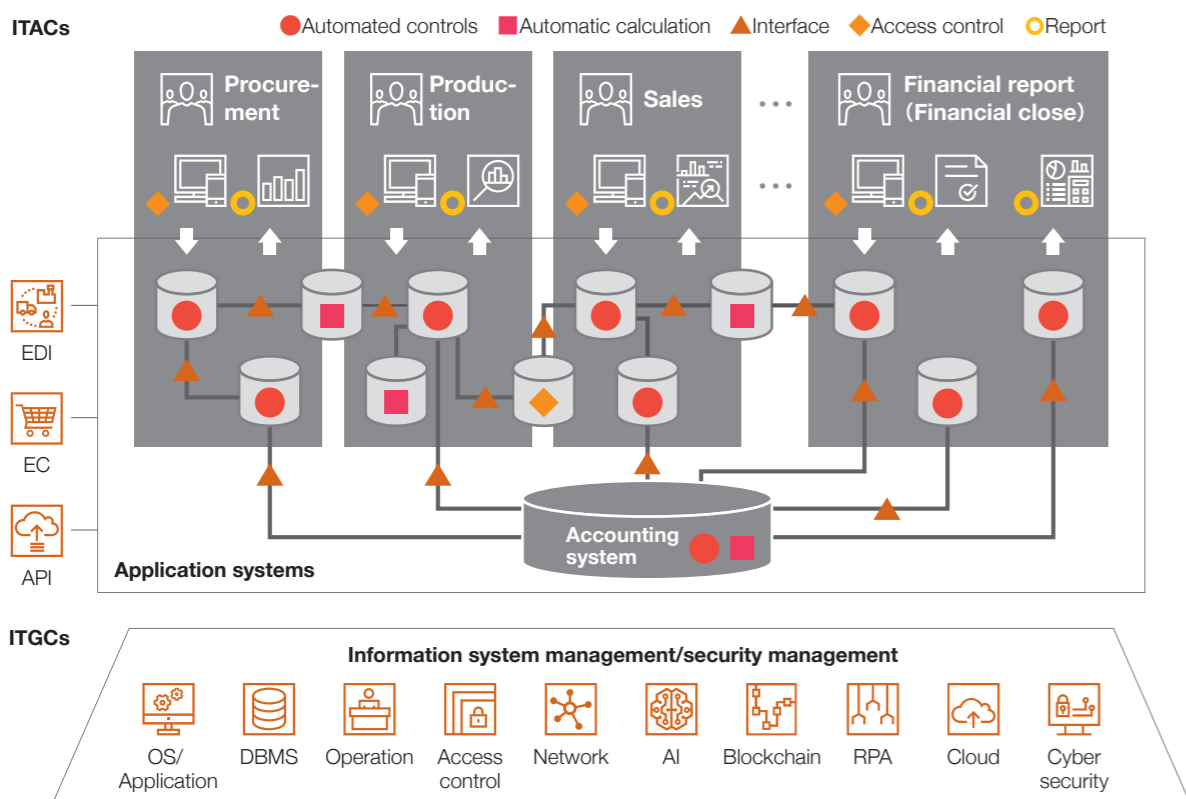 ITACs
Automated controls Automatic calculation Interface Access control Report
Procure-
ment
Produc-
tion
Sales
Financial report
(Financial close)
EDI
EC
API
Accounting
system
Application systems
ITGCs
Information system management/security management
OS/
Application
DBMS
Operation
Access
control
Network
AI
Blockchain
RPA
Cloud
Cyber
security